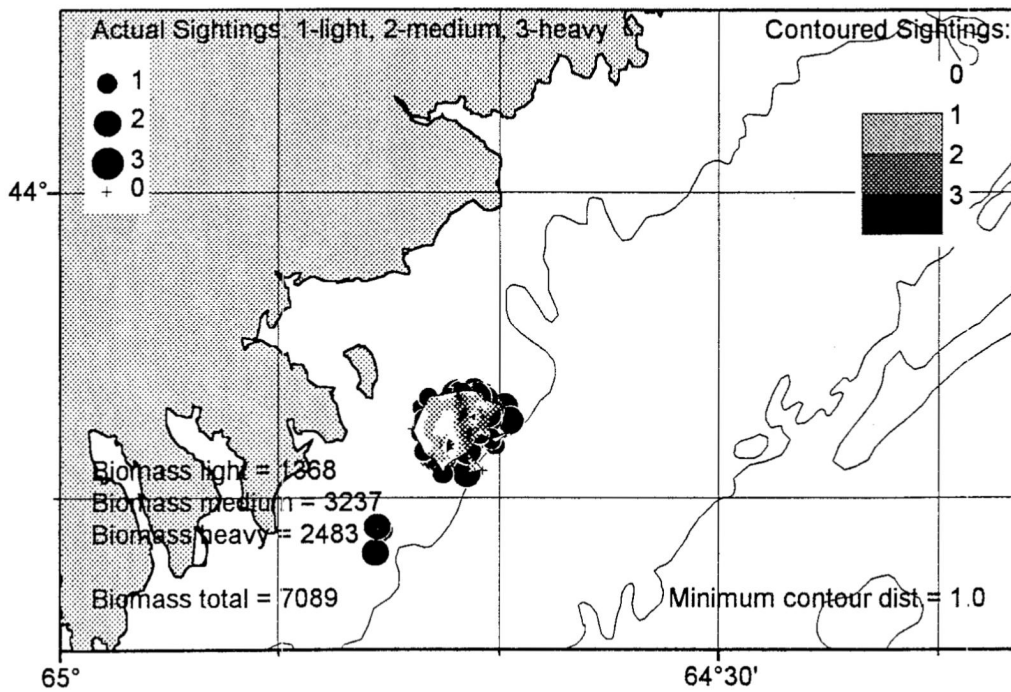 Actual Sightings: 1-light, 2-medium, 3-heavy
Contoured Sightings:
1
2
3
0
0
1
2
3
44°
Biomass light = 1368
Biomass medium = 3237
Biomass heavy = 2483
Biomass total = 7089
Minimum contour dist = 1.0
65°
64°30'